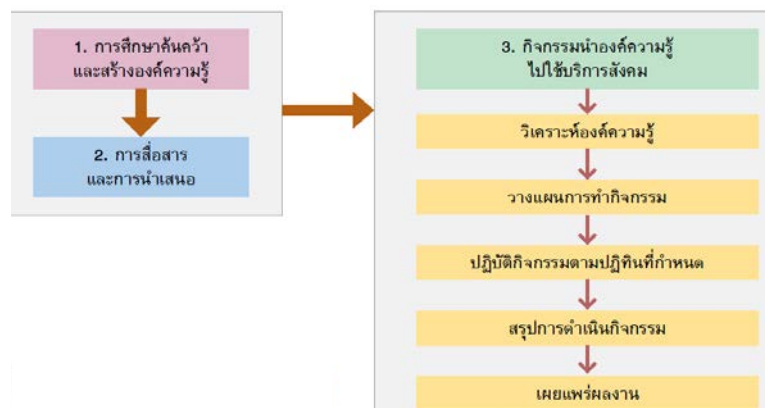 1. การศึกษาค้นคว้า
และสร้างองค์ความรู้
2. การสื่อสาร
และการนำเสนอ
3. กิจกรรมนำองค์ความรู้
ไปใช้บริการสังคม
วิเคราะห์องค์ความรู้
วางแผนการทำกิจกรรม
ปฏิบัติกิจกรรมตามปฏิทินที่กำหนด
สรุปการดำเนินกิจกรรม
เผยแพร่ผลงาน